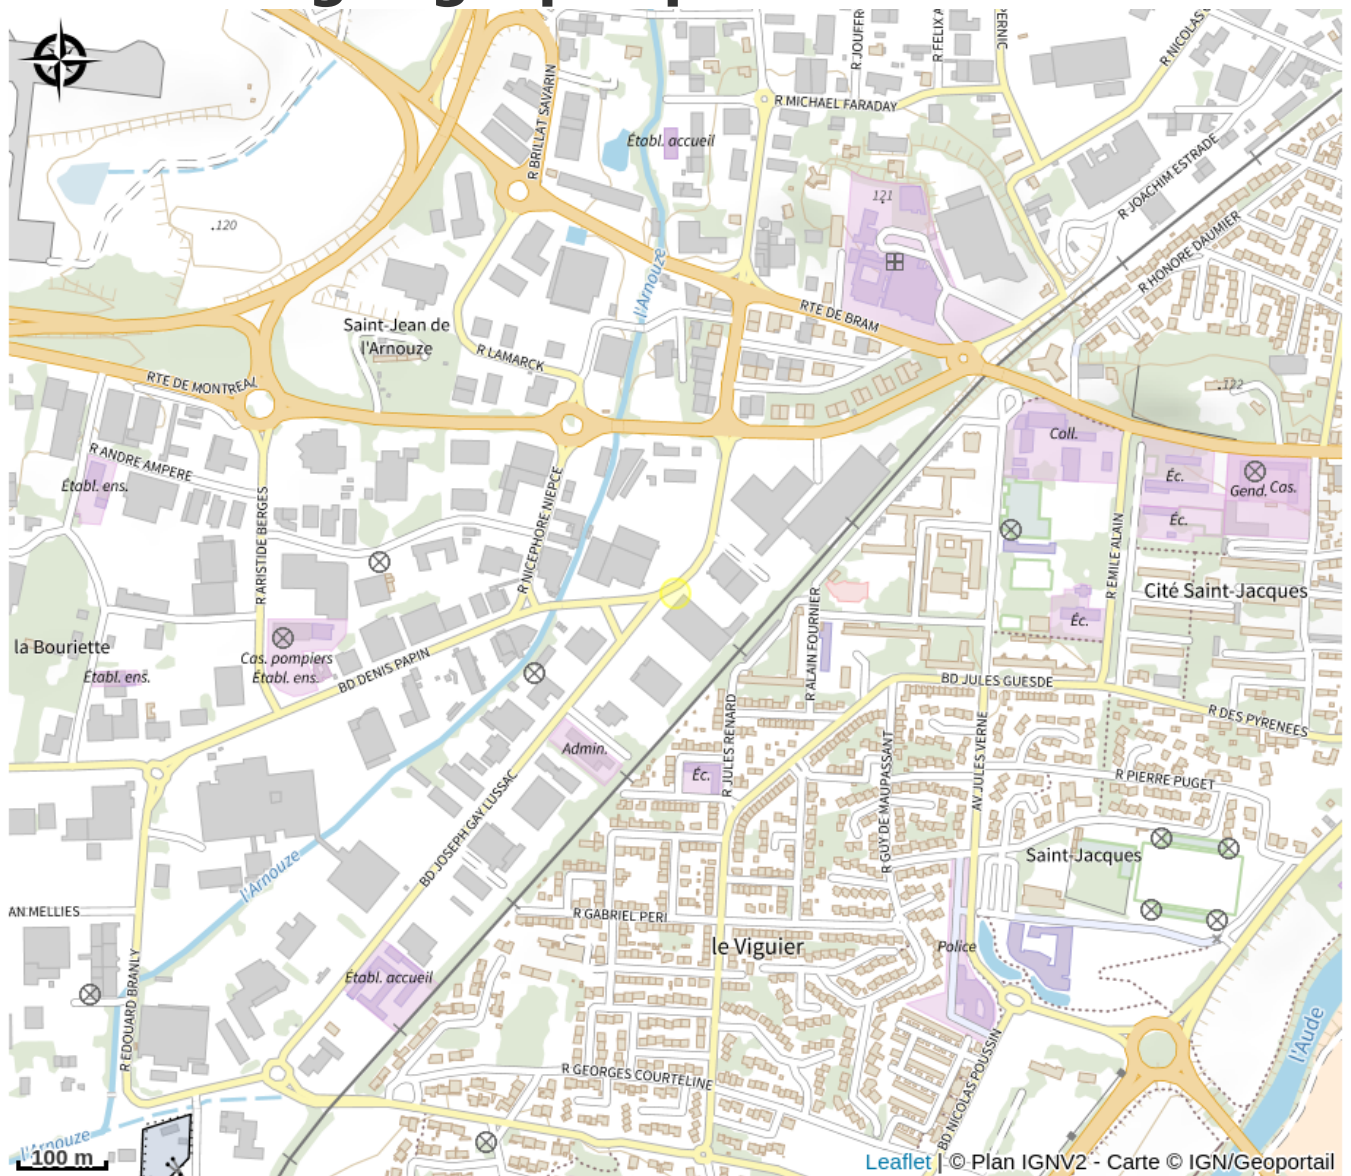 R BRILLAT SAVARIN
R JOUFFR
R FELIX A
PERNIC
R NICOLAS
R MICHAEL FARADAY
Établ. accueil
R JOACHIM ESTRADE
121
.120
R HONORE DAUMIER
l'Arnouze
RTE DE BRAM
Saint-Jean de
l'Arnouze
R LAMARCK
RTE DE MONTREAL
.122
Coll.
R ANDRE AMPERE
Établ. ens.
Éc.
Gend. Cas.
Éc.
R ARISTIDE BERGES
R NICEPHORE NIEPCE
R EMILE ALAIN
Cité Saint-Jacques
R ALAIN FOURNIER
Éc.
la Bouriette
Cas. pompiers
Établ. ens.
Établ. ens.
BD DENIS PAPIN
BD JULES GUESDE
R DES PYRENEES
Admin.
R JULES RENARD
Éc.
R GUY DE MAUPASSANT
AV JULES VERNE
R PIERRE PUGET
BD JOSEPH GAY LUSSAC
Saint-Jacques
l'Arnouze
AN MELLIES
R GABRIEL PERI
le Viguier
Police
Etabl. accueil
R EDOUARD BRANLY
l'Aude
R GEORGES COURTELINE
BD NICOLAS POUSSIN
l'Arnouze
100 m
Leaflet | © Plan IGNV2 - Carte © IGN/Geoportail